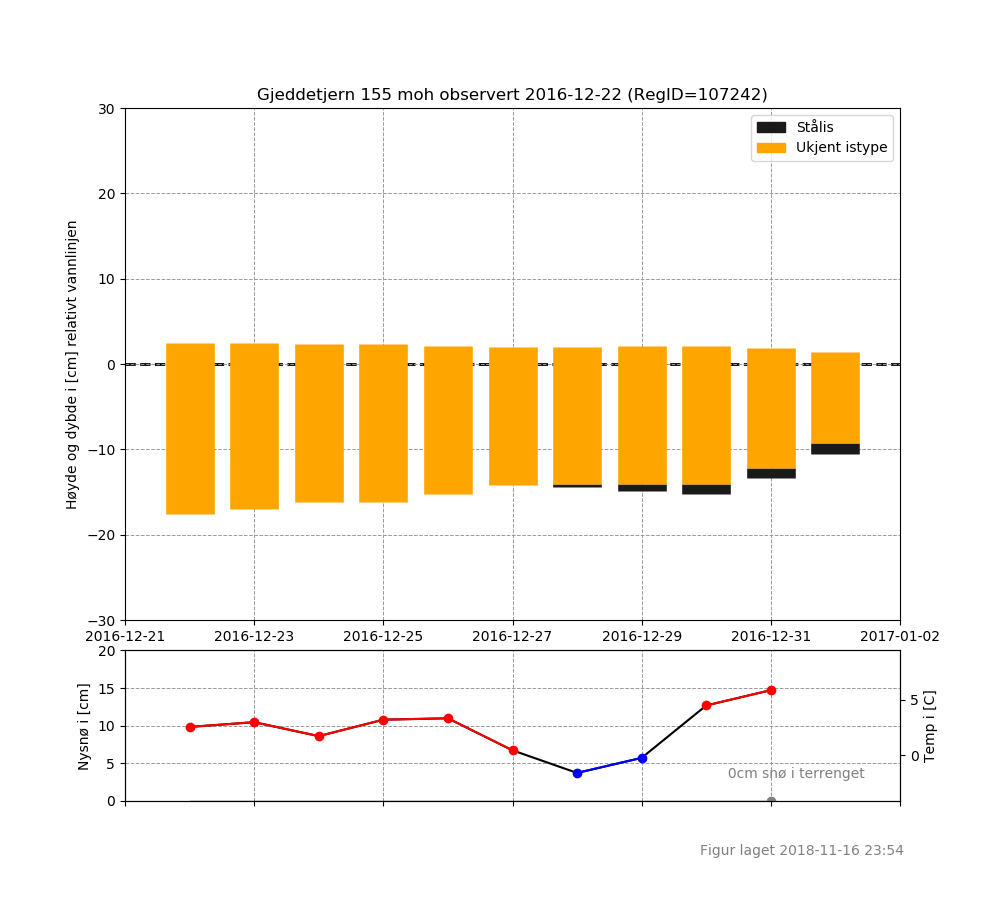 Gjeddetjern 155 moh observert 2016-12-22 (RegID=107242)
Stålis
Ukjent istype
Høyde og dybde i [cm] relativt vannlinjen
30
20
10
0
−10
−20
−30
2016-12-21 2016-12-23 2016-12-25 2016-12-27 2016-12-29 2016-12-31 2017-01-02
Nysnø i [cm]
20
15
10
5
0
5
0
Temp i [C]
0cm snø i terrenget
Figur laget 2018-11-16 23:54